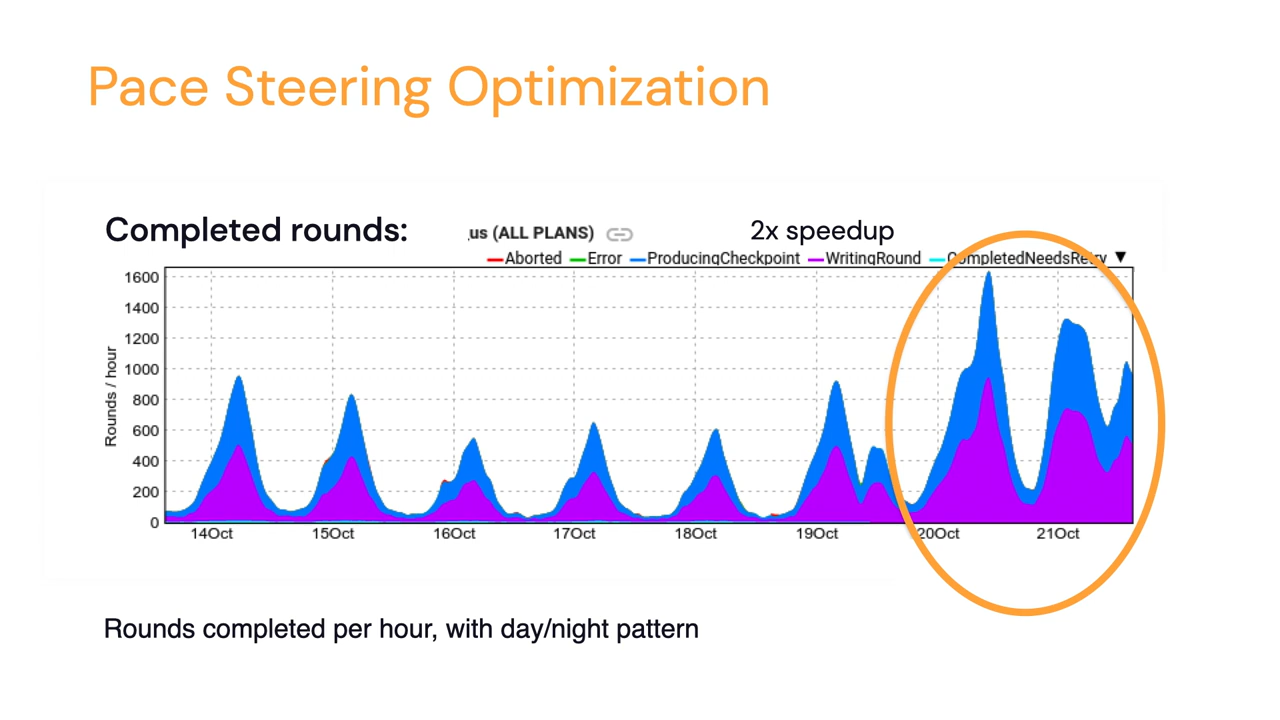 Pace Steering Optimization
Completed rounds:
us (ALL PLANS)
2x speedup
Aborted Error ProducingCheckpoint WritingRound CompletedNeedsRetry
Rounds / hour
1600
1400
1200
1000
800
600
400
200
0
14Oct 15Oct 16Oct 17Oct 18Oct 19Oct 20Oct 21Oct
Rounds completed per hour, with day/night pattern